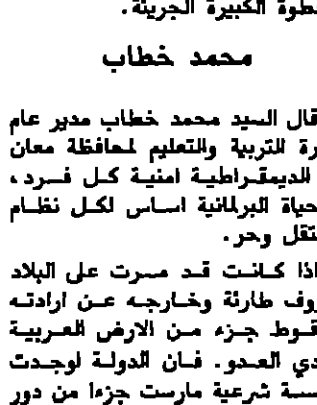 طوة الكبيرة الجريئة.
محمد خطاب
قال السيد محمد خطاب مدير عام
رة التربية والتعليم لمحافظة معان
الديمقراطية امنية كل فرد،
حياة البرلمانية اساس لكل نظام
تقل وحر.
اذا كانت قد مرت على البلاد
روف طارئة وخارجه عن ارادته
قوط جزء من الارض العربية
دي العدو. فان الدولة لوجدت
سسة شرعية مارست جزءا من دور